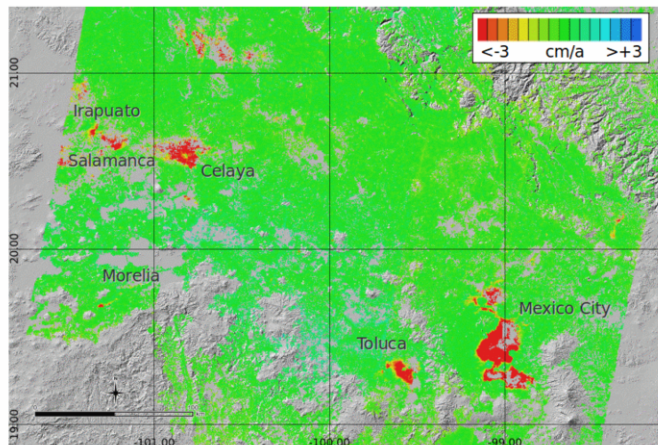 <-3 cm/a >+3
21.00
Irapuato
Salamanca
Celaya
20.00
Morelia
Mexico City
Toluca
19.00
-101.00
-100.00
-99.00